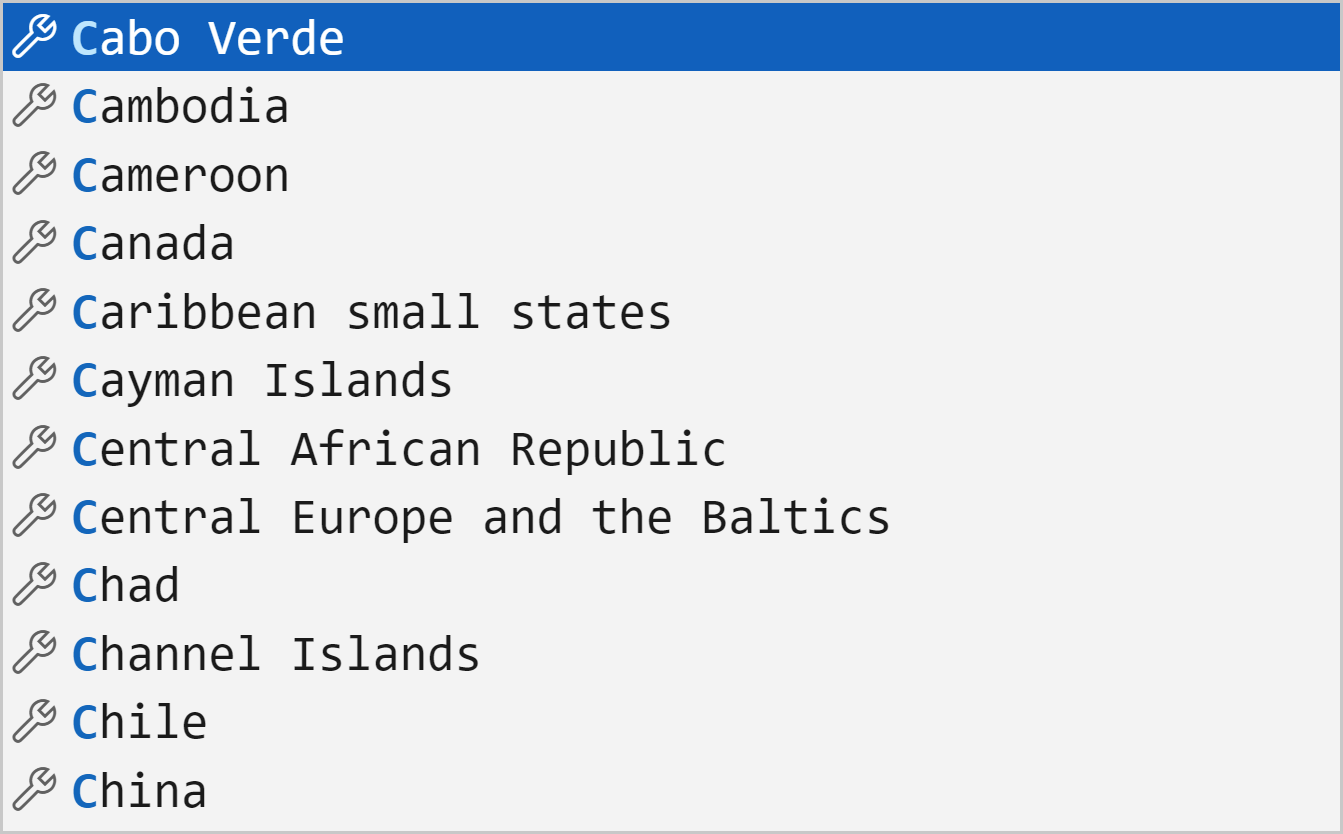 Cabo Verde
Cambodia
Cameroon
Canada
Caribbean small states
Cayman Islands
Central African Republic
Central Europe and the Baltics
Chad
Channel Islands
Chile
China